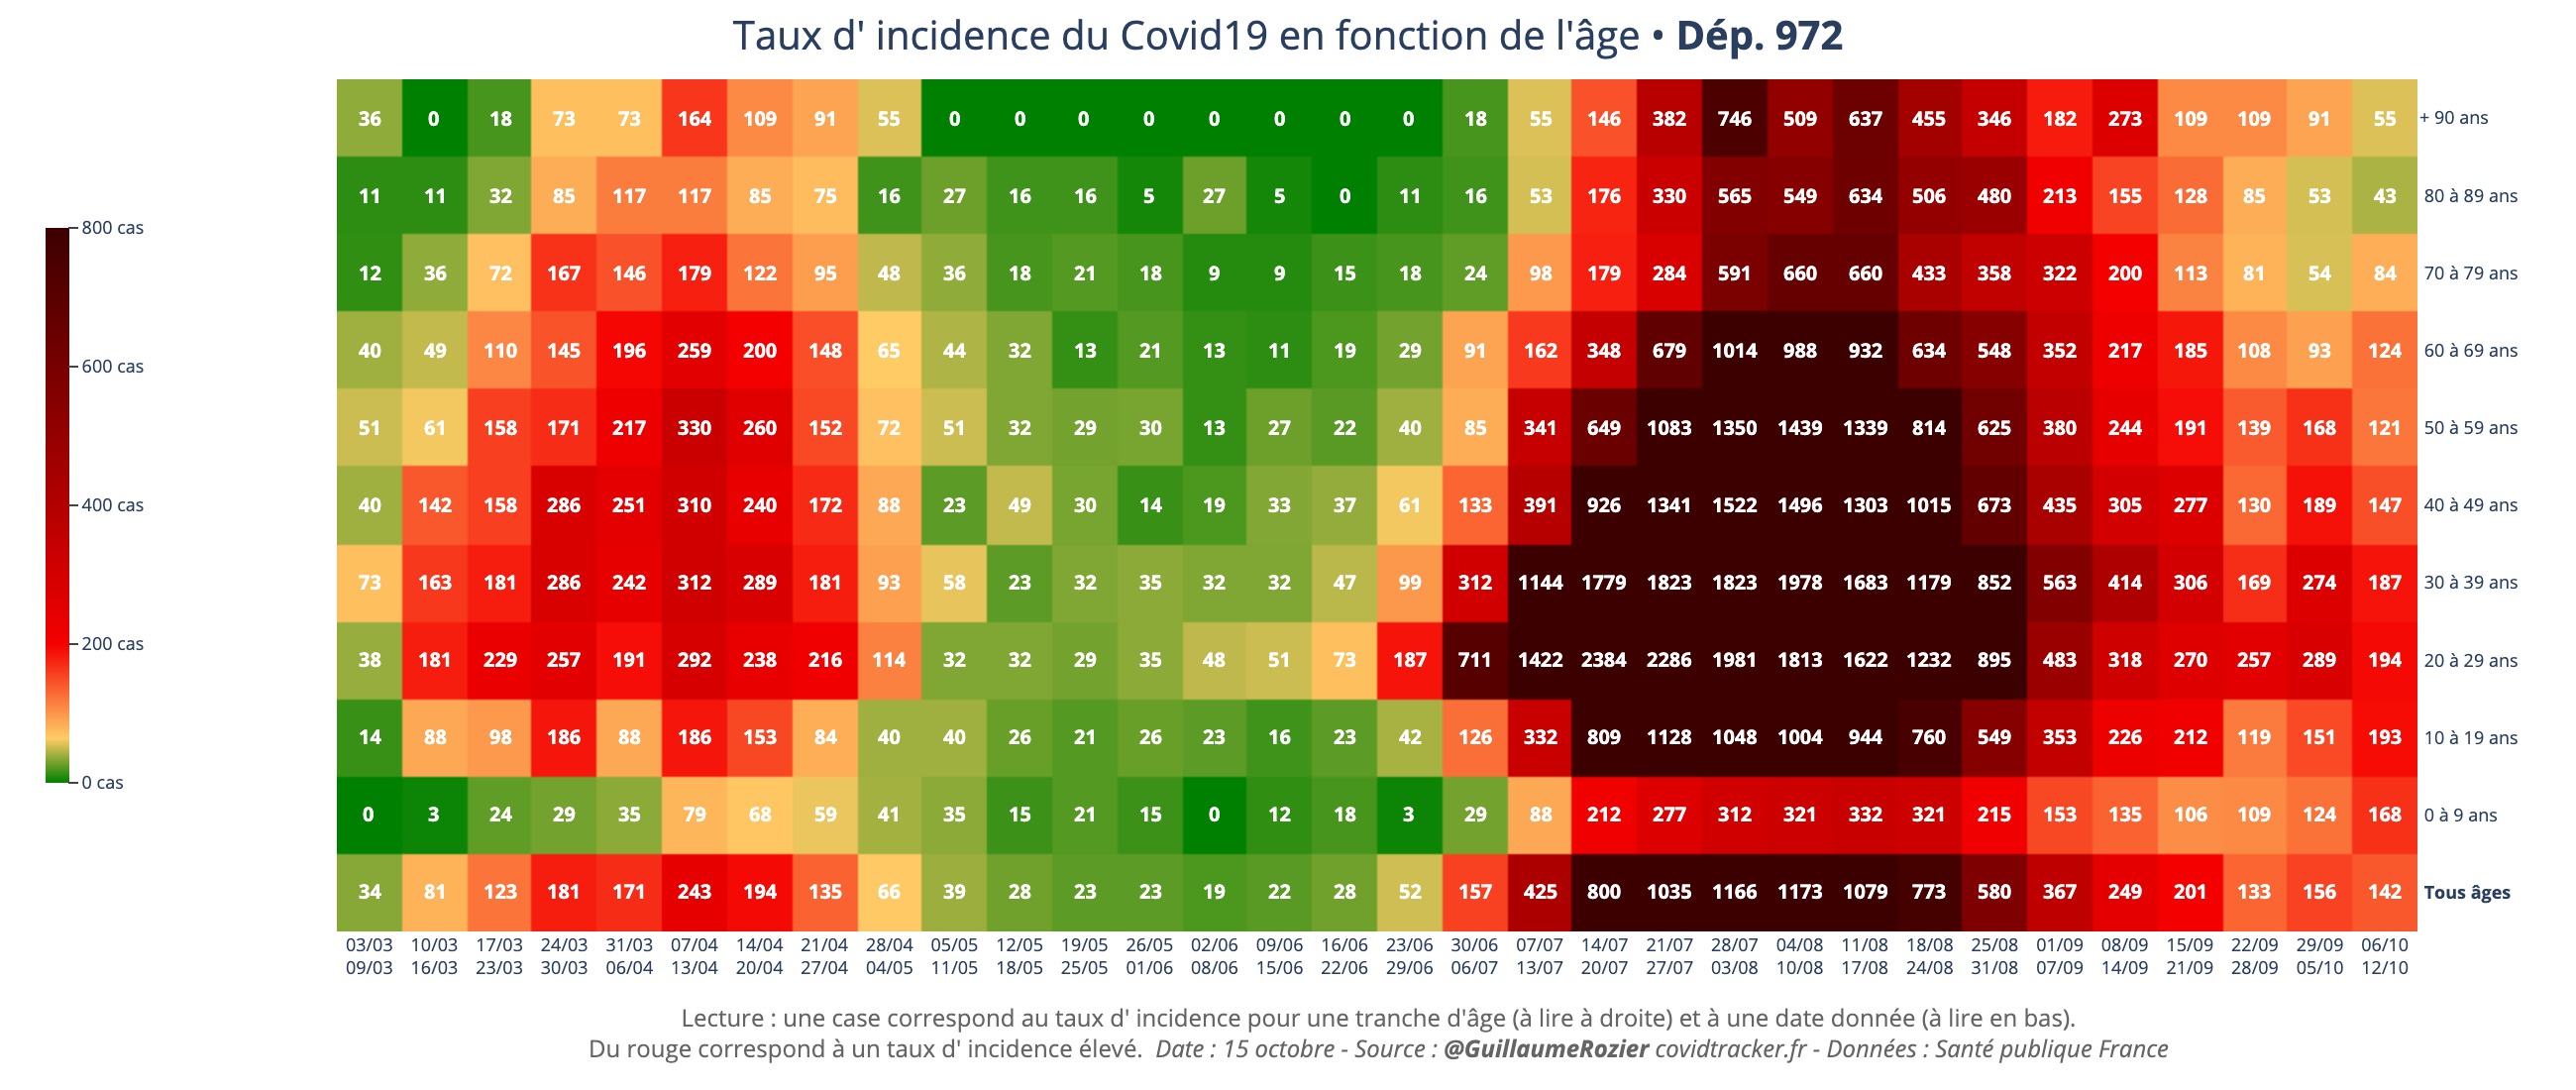 Taux d' incidence du Covid19 en fonction de l'âge • Dép. 972
36 0 18 73 73 164 109 91 55 0 0 0 0 0 0 0 0 18 55 146 382 746 509 637 455 346 182 273 109 109 91 55 + 90 ans
11 11 32 85 117 117 85 75 16 27 16 16 5 27 5 0 11 16 53 176 330 565 549 634 506 480 213 155 128 85 53 43 80 à 89 ans
800 cas
12 36 72 167 146 179 122 95 48 36 18 21 18 9 9 15 18 24 98 179 284 591 660 660 433 358 322 200 113 81 54 84 70 à 79 ans
40 49 110 145 196 259 200 148 65 44 32 13 21 13 11 19 29 91 162 348 679 1014 988 932 634 548 352 217 185 108 93 124 60 à 69 ans
600 cas
51 61 158 171 217 330 260 152 72 51 32 29 30 13 27 22 40 85 341 649 1083 1350 1439 1339 814 625 380 244 191 139 168 121 50 à 59 ans
400 cas
40 142 158 286 251 310 240 172 88 23 49 30 14 19 33 37 61 133 391 926 1341 1522 1496 1303 1015 673 435 305 277 130 189 147 40 à 49 ans
73 163 181 286 242 312 289 181 93 58 23 32 35 32 32 47 99 312 1144 1779 1823 1823 1978 1683 1179 852 563 414 306 169 274 187 30 à 39 ans
200 cas
38 181 229 257 191 292 238 216 114 32 32 29 35 48 51 73 187 711 1422 2384 2286 1981 1813 1622 1232 895 483 318 270 257 289 194 20 à 29 ans
14 88 98 186 88 186 153 84 40 40 26 21 26 23 16 23 42 126 332 809 1128 1048 1004 944 760 549 353 226 212 119 151 193 10 à 19 ans
0 cas
0 3 24 29 35 79 68 59 41 35 15 21 15 0 12 18 3 29 88 212 277 312 321 332 321 215 153 135 106 109 124 168 0 à 9 ans
34 81 123 181 171 243 194 135 66 39 28 23 23 19 22 28 52 157 425 800 1035 1166 1173 1079 773 580 367 249 201 133 156 142 Tous âges
03/03 10/03 17/03 24/03 31/03 07/04 14/04 21/04 28/04 05/05 12/05 19/05 26/05 02/06 09/06 16/06 23/06 30/06 07/07 14/07 21/07 28/07 04/08 11/08 18/08 25/08 01/09 08/09 15/09 22/09 29/09 06/10
09/03 16/03 23/03 30/03 06/04 13/04 20/04 27/04 04/05 11/05 18/05 25/05 01/06 08/06 15/06 22/06 29/06 06/07 13/07 20/07 27/07 03/08 10/08 17/08 24/08 31/08 07/09 14/09 21/09 28/09 05/10 12/10
Lecture : une case correspond au taux d' incidence pour une tranche d'âge (à lire à droite) et à une date donnée (à lire en bas).
Du rouge correspond à un taux d' incidence élevé. Date : 15 octobre - Source : @GuillaumeRozier covidtracker.fr - Données : Santé publique France